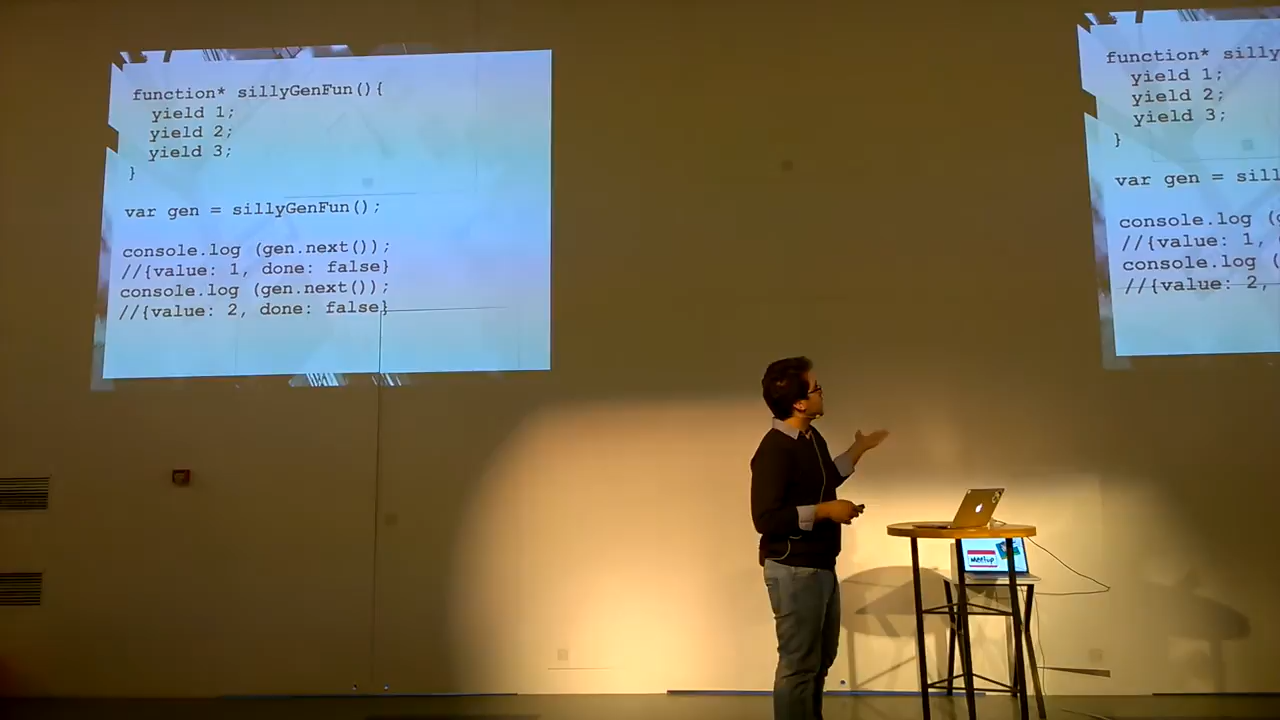 function* sillyGenFun(){
yield 1;
yield 2;
yield 3;
}
var gen = sillyGenFun();
console.log (gen.next());
//{value: 1, done: false}
console.log (gen.next());
//{value: 2, done: false}
function* silly
yield 1;
yield 2;
yield 3;
}
var gen = sill
console.log (
//{value: 1,
console.log (
//{value: 2,
Meetup